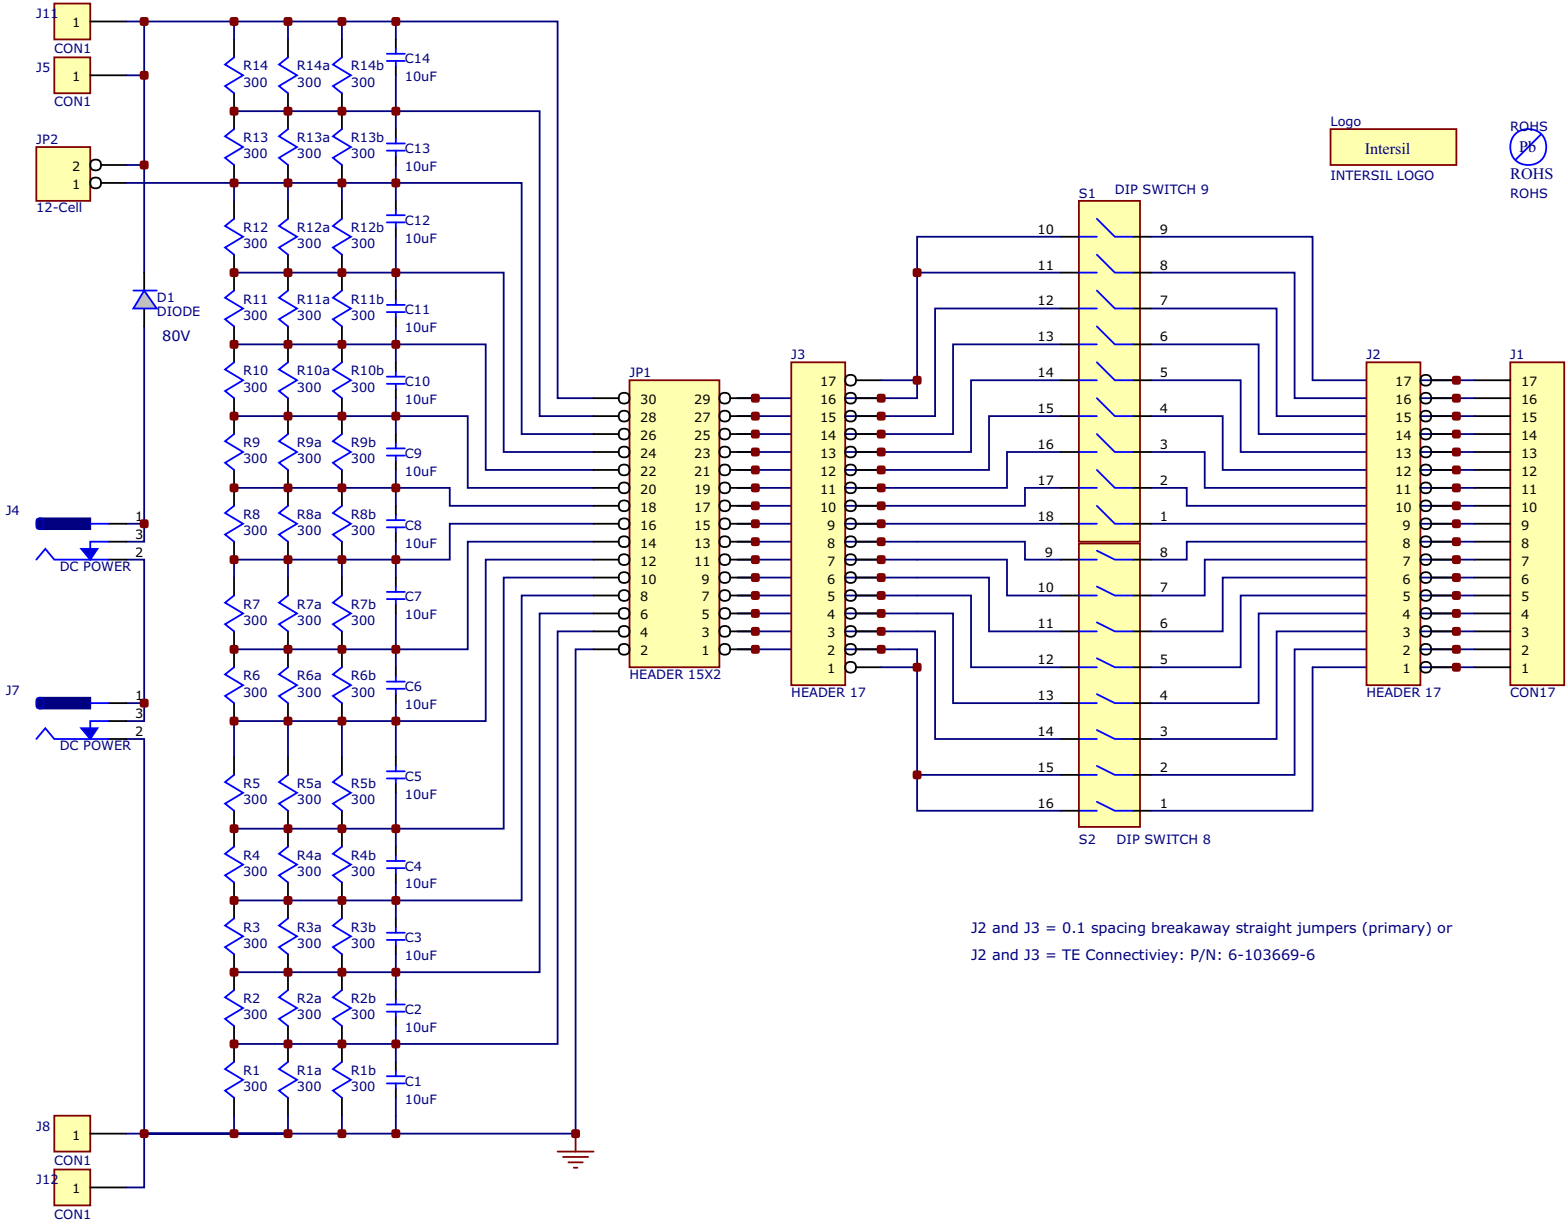 J11
1
CON1
J5
1
CON1
JP2
2
1
12-Cell
D1
DIODE
80V
J4
1
3
2
DC POWER
J7
1
3
2
DC POWER
J8
1
CON1
J12
1
CON1
R14 300 R14a 300 R14b 300 C14 10uF
R13 300 R13a 300 R13b 300 C13 10uF
R12 300 R12a 300 R12b 300 C12 10uF
R11 300 R11a 300 R11b 300 C11 10uF
R10 300 R10a 300 R10b 300 C10 10uF
R9 300 R9a 300 R9b 300 C9 10uF
R8 300 R8a 300 R8b 300 C8 10uF
R7 300 R7a 300 R7b 300 C7 10uF
R6 300 R6a 300 R6b 300 C6 10uF
R5 300 R5a 300 R5b 300 C5 10uF
R4 300 R4a 300 R4b 300 C4 10uF
R3 300 R3a 300 R3b 300 C3 10uF
R2 300 R2a 300 R2b 300 C2 10uF
R1 300 R1a 300 R1b 300 C1 10uF
JP1
30 29
28 27
26 25
24 23
22 21
20 19
18 17
16 15
14 13
12 11
10 9
8 7
6 5
4 3
2 1
HEADER 15X2
J3
17
16
15
14
13
12
11
10
9
8
7
6
5
4
3
2
1
HEADER 17
S1 DIP SWITCH 9
10 9
11 8
12 7
13 6
14 5
15 4
16 3
17 2
18 1
9 8
10 7
11 6
12 5
13 4
14 3
15 2
16 1
S2 DIP SWITCH 8
J2
17
16
15
14
13
12
11
10
9
8
7
6
5
4
3
2
1
HEADER 17
J1
17
16
15
14
13
12
11
10
9
8
7
6
5
4
3
2
1
CON17
Logo
Intersil
INTERSIL LOGO
ROHS
Pb
ROHS
ROHS
J2 and J3 = 0.1 spacing breakaway straight jumpers (primary) or
J2 and J3 = TE Connectiviey: P/N: 6-103669-6